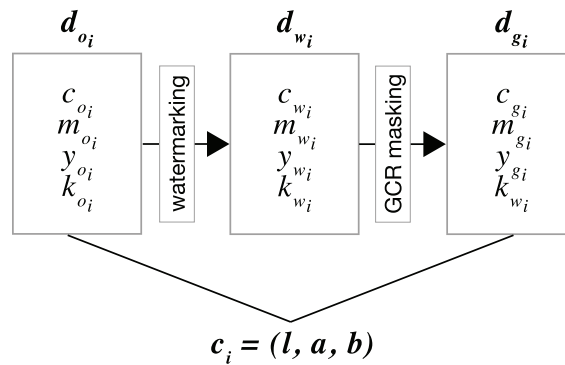 d_{o_i} d_{w_i} d_{g_i}
c_{o_i} c_{w_i} c_{g_i}
m_{o_i} m_{w_i} m_{g_i}
y_{o_i} y_{w_i} y_{g_i}
k_{o_i} k_{w_i} k_{w_i}
watermarking
GCR masking
c_i = (l, a, b)